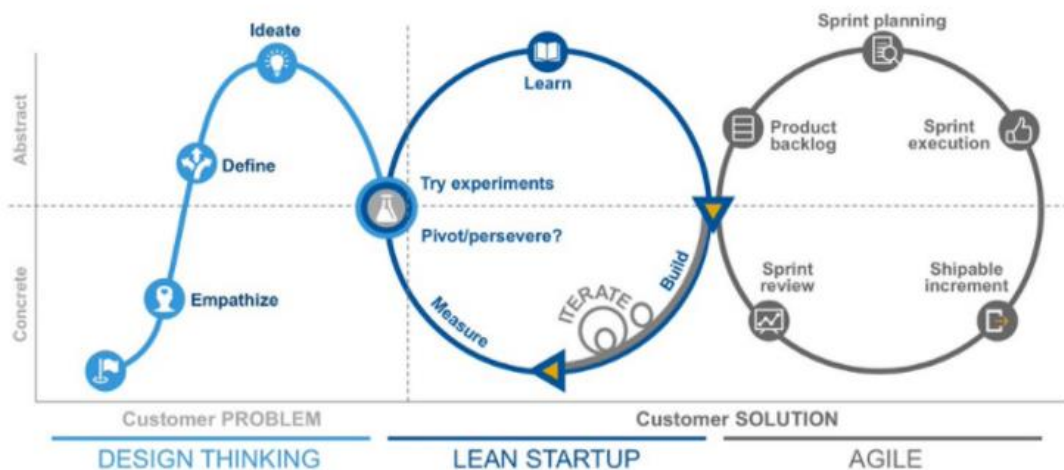 Sprint planning
Ideate
Learn
Product
backlog
Sprint
execution
Define
Try experiments
Pivot/persevere?
Empathize
Measure
ITERATE
Build
Sprint
review
Shipable
increment
Abstract
Concrete
Customer PROBLEM
Customer SOLUTION
DESIGN THINKING
LEAN STARTUP
AGILE